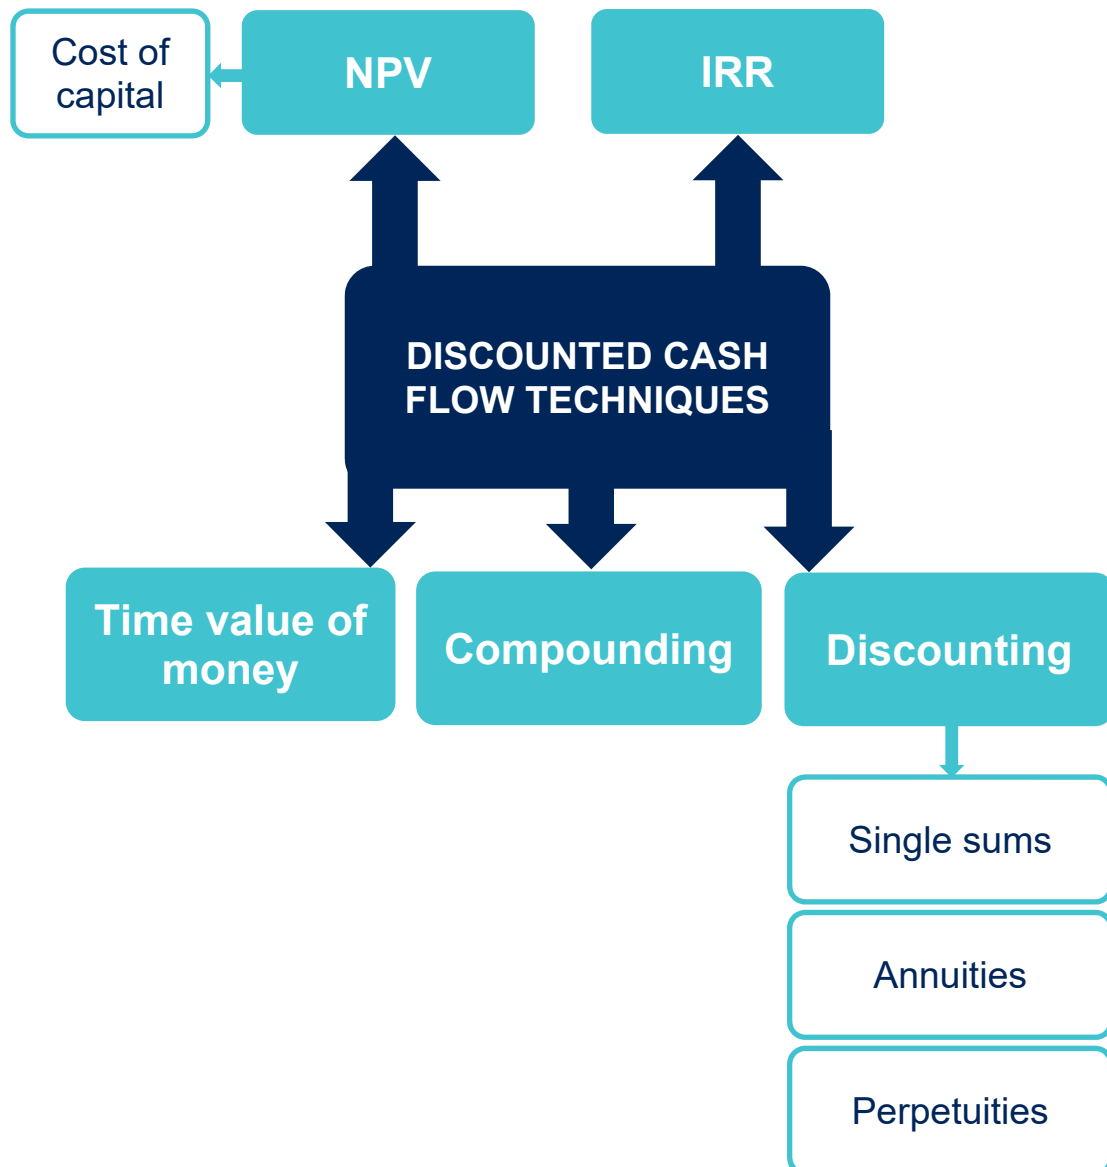 Cost of
capital
NPV
IRR
DISCOUNTED CASH
FLOW TECHNIQUES
Time value of
money
Compounding
Discounting
Single sums
Annuities
Perpetuities